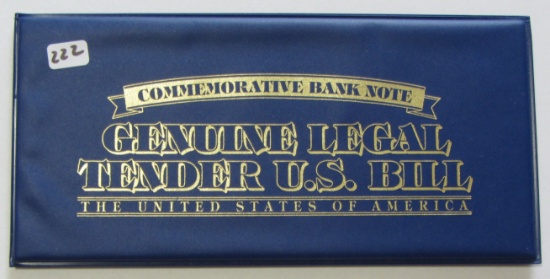 222
COMMEMORATIVE BANK NOTE
GENUINE LEGAL
TENDER U.S. BILL
THE UNITED STATES OF AMERICA